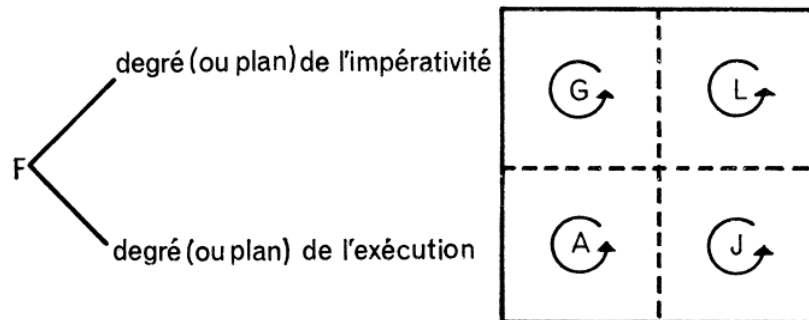 degré (ou plan) de l'impérativité
G L
F
degré (ou plan) de l'exécution
A J